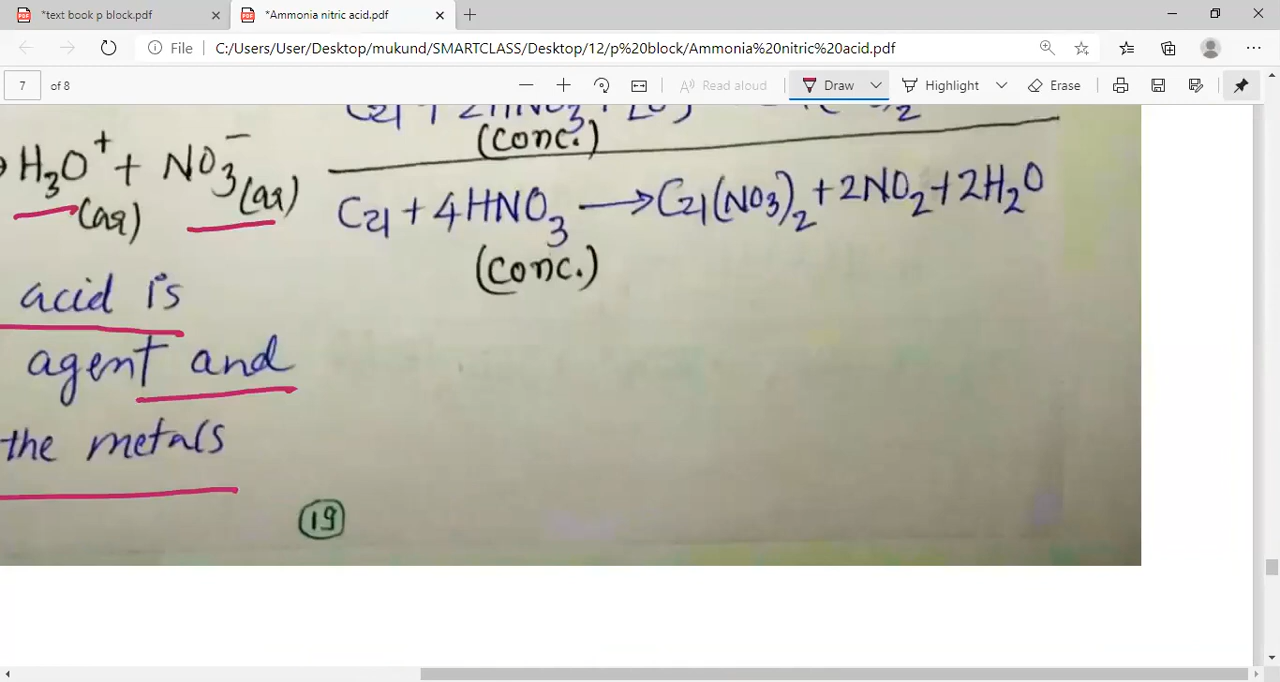 *text book p block.pdf
*Ammonia nitric acid.pdf
File C:/Users/User/Desktop/mukund/SMARTCLASS/Desktop/12/p%20block/Ammonia%20nitric%20acid.pdf
7 of 8
Read aloud
Draw
Highlight
Erase
(conc.)
H₃O⁺ + NO₃⁻
(aq) (aq)
Cu + 4HNO₃ → Cu(NO₃)₂ + 2NO₂ + 2H₂O
(conc.)
acid is
agent and
the metals
19